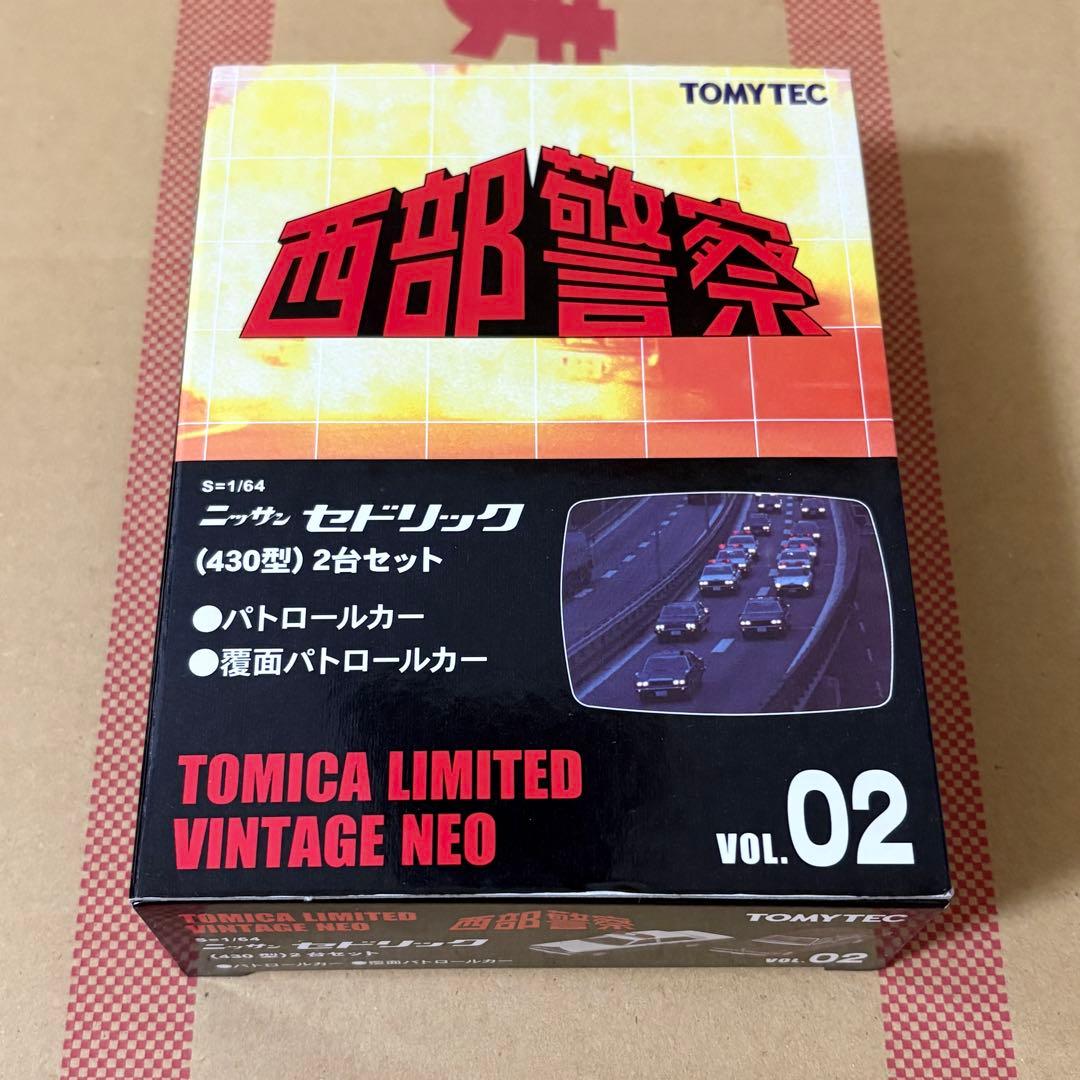 TOMYTEC
西部警察
S=1/64
ニッサン セドリック
(430型) 2台セット
●パトロールカー
●覆面パトロールカー
TOMICA LIMITED
VINTAGE NEO
VOL.02
TOMICA LIMITED
VINTAGE NEO
西部警察
TOMYTEC
S=1/64
ニッサン セドリック
(430型) 2台セット
●パトロールカー ●覆面パトロールカー
VOL.02